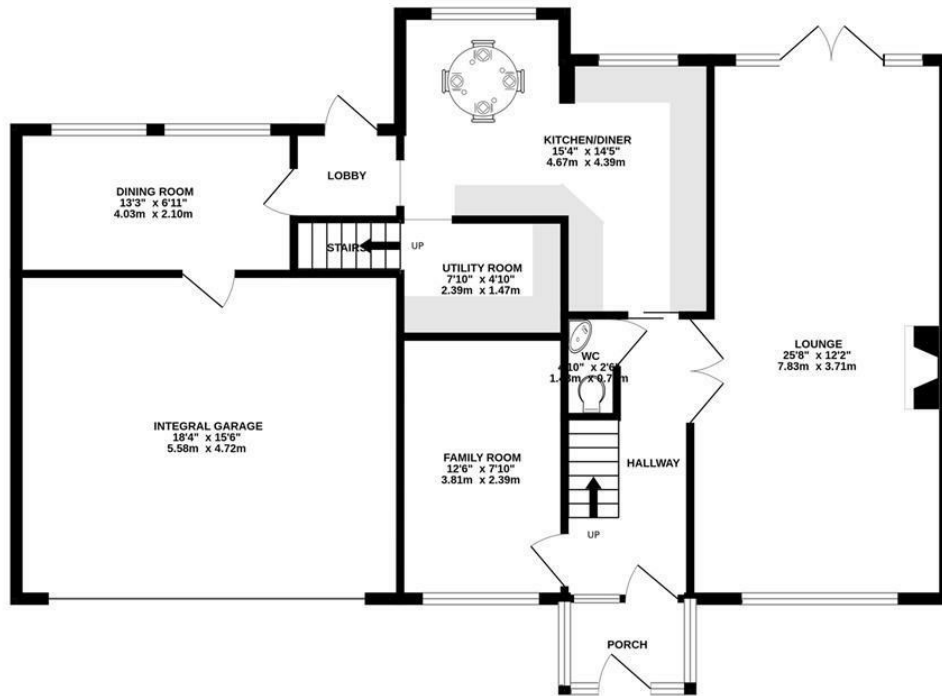 KITCHEN/DINER
15'4" x 14'5"
4.67m x 4.39m
LOBBY
DINING ROOM
13'3" x 6'11"
4.03m x 2.10m
STAIRS
UP
UTILITY ROOM
7'10" x 4'10"
2.39m x 1.47m
LOUNGE
25'8" x 12'2"
7.83m x 3.71m
WC
x 2'6"
INTEGRAL GARAGE
18'4" x 15'6"
5.58m x 4.72m
FAMILY ROOM
12'6" x 7'10"
3.81m x 2.39m
HALLWAY
UP
PORCH